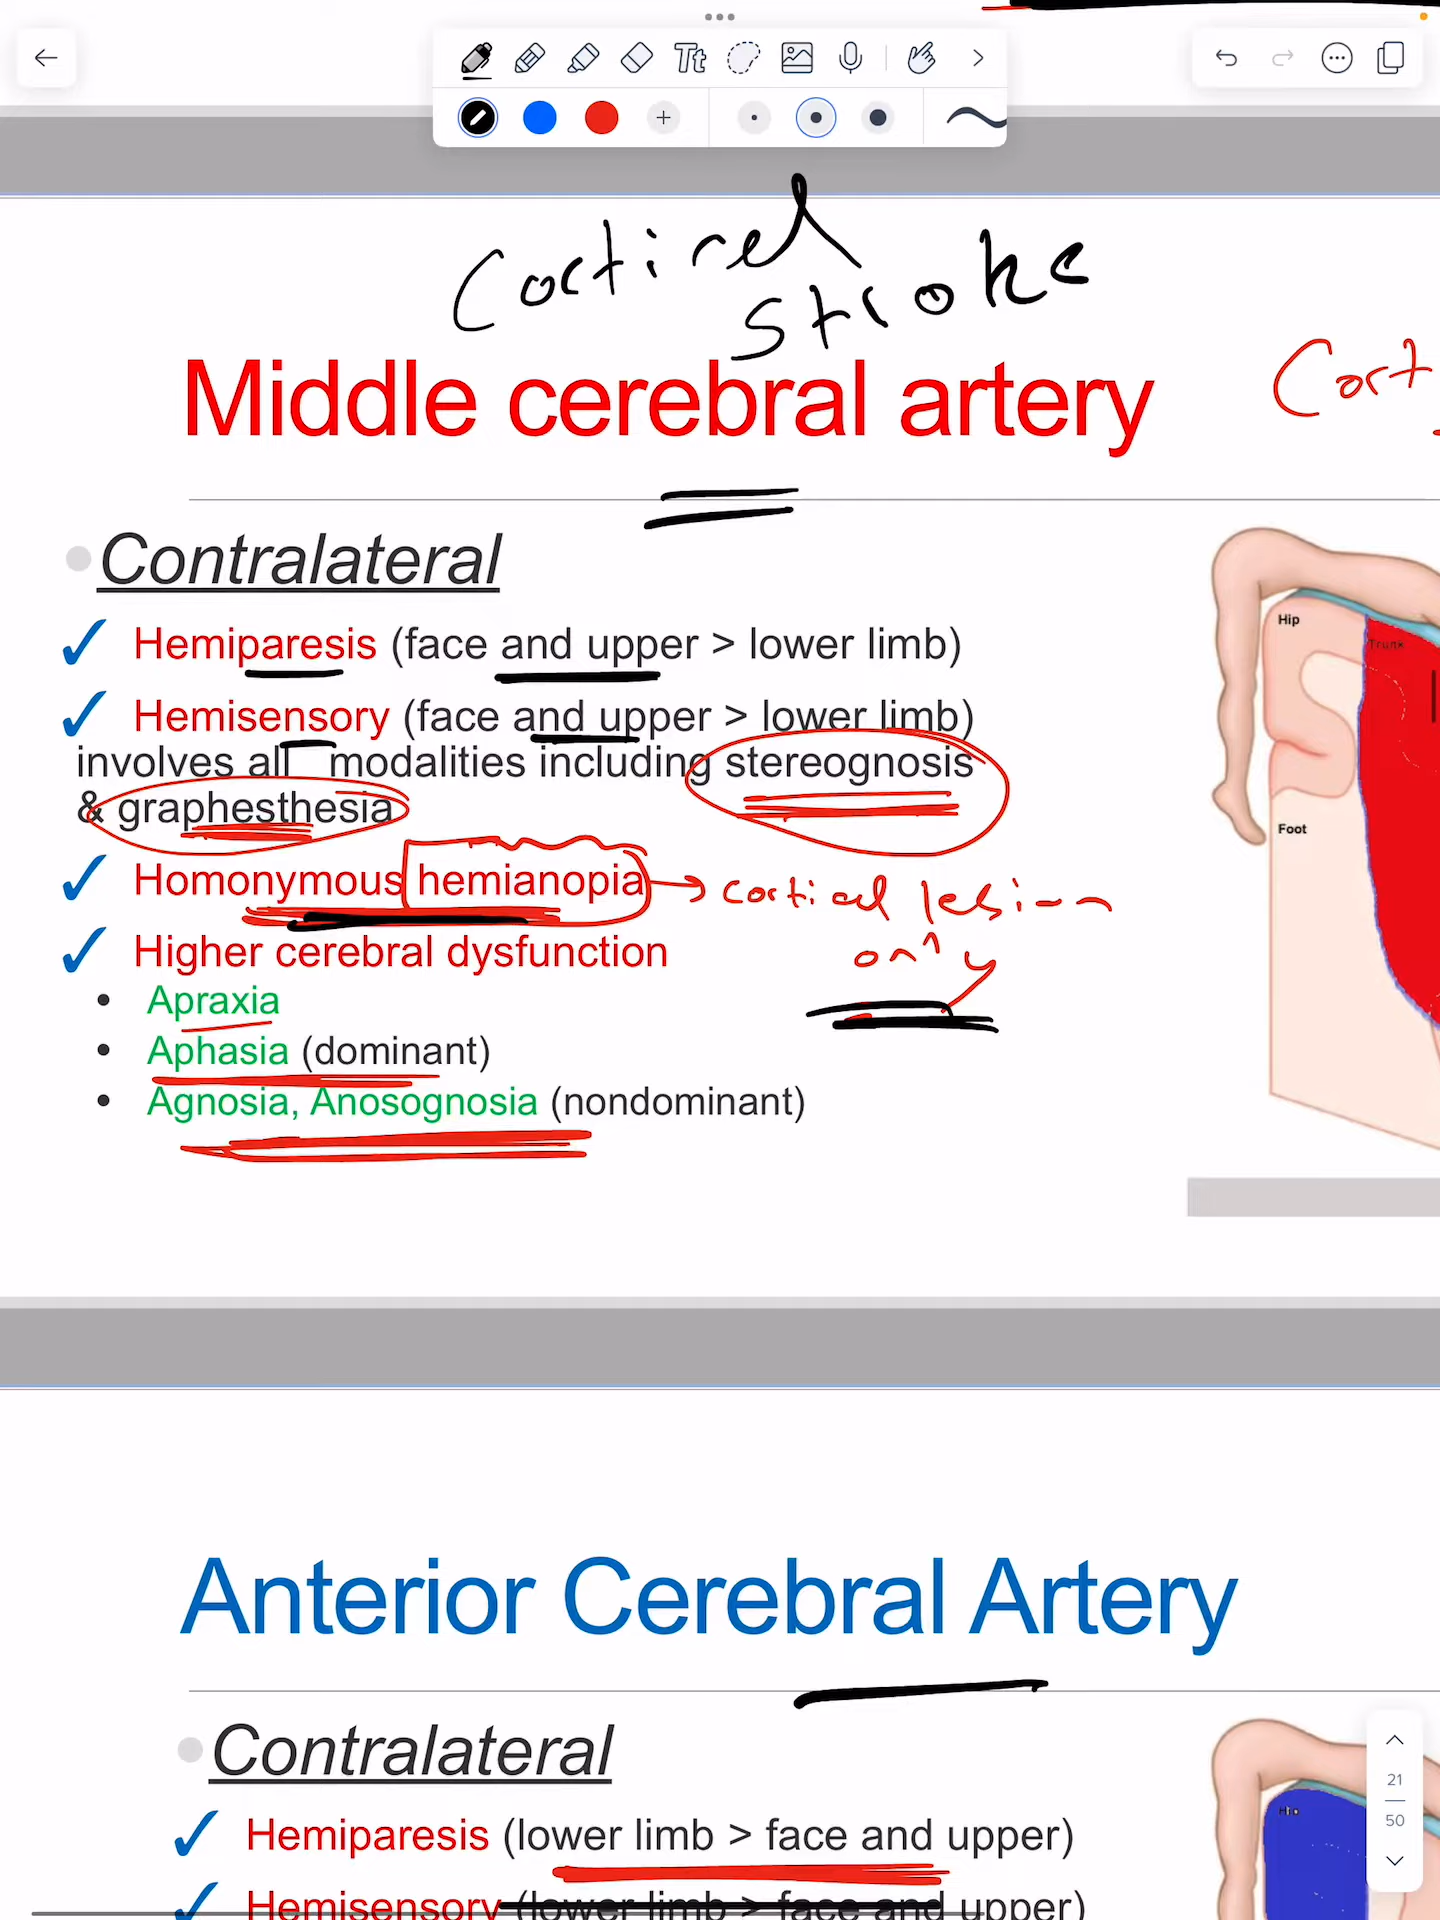 Tt
Cortical
stroke
Middle cerebral artery
Cort
Contralateral
✓ Hemiparesis (face and upper > lower limb)
✓ Hemisensory (face and upper > lower limb)
involves all modalities including stereognosis
& graphesthesia
✓ Homonymous hemianopia → cortical lesion
only
✓ Higher cerebral dysfunction
• Apraxia
• Aphasia (dominant)
• Agnosia, Anosognosia (nondominant)
Hip
Trunk
Foot
Anterior Cerebral Artery
Contralateral
✓ Hemiparesis (lower limb > face and upper)
✓ Hemisensory (lower limb > face and upper)
Hip
21
50